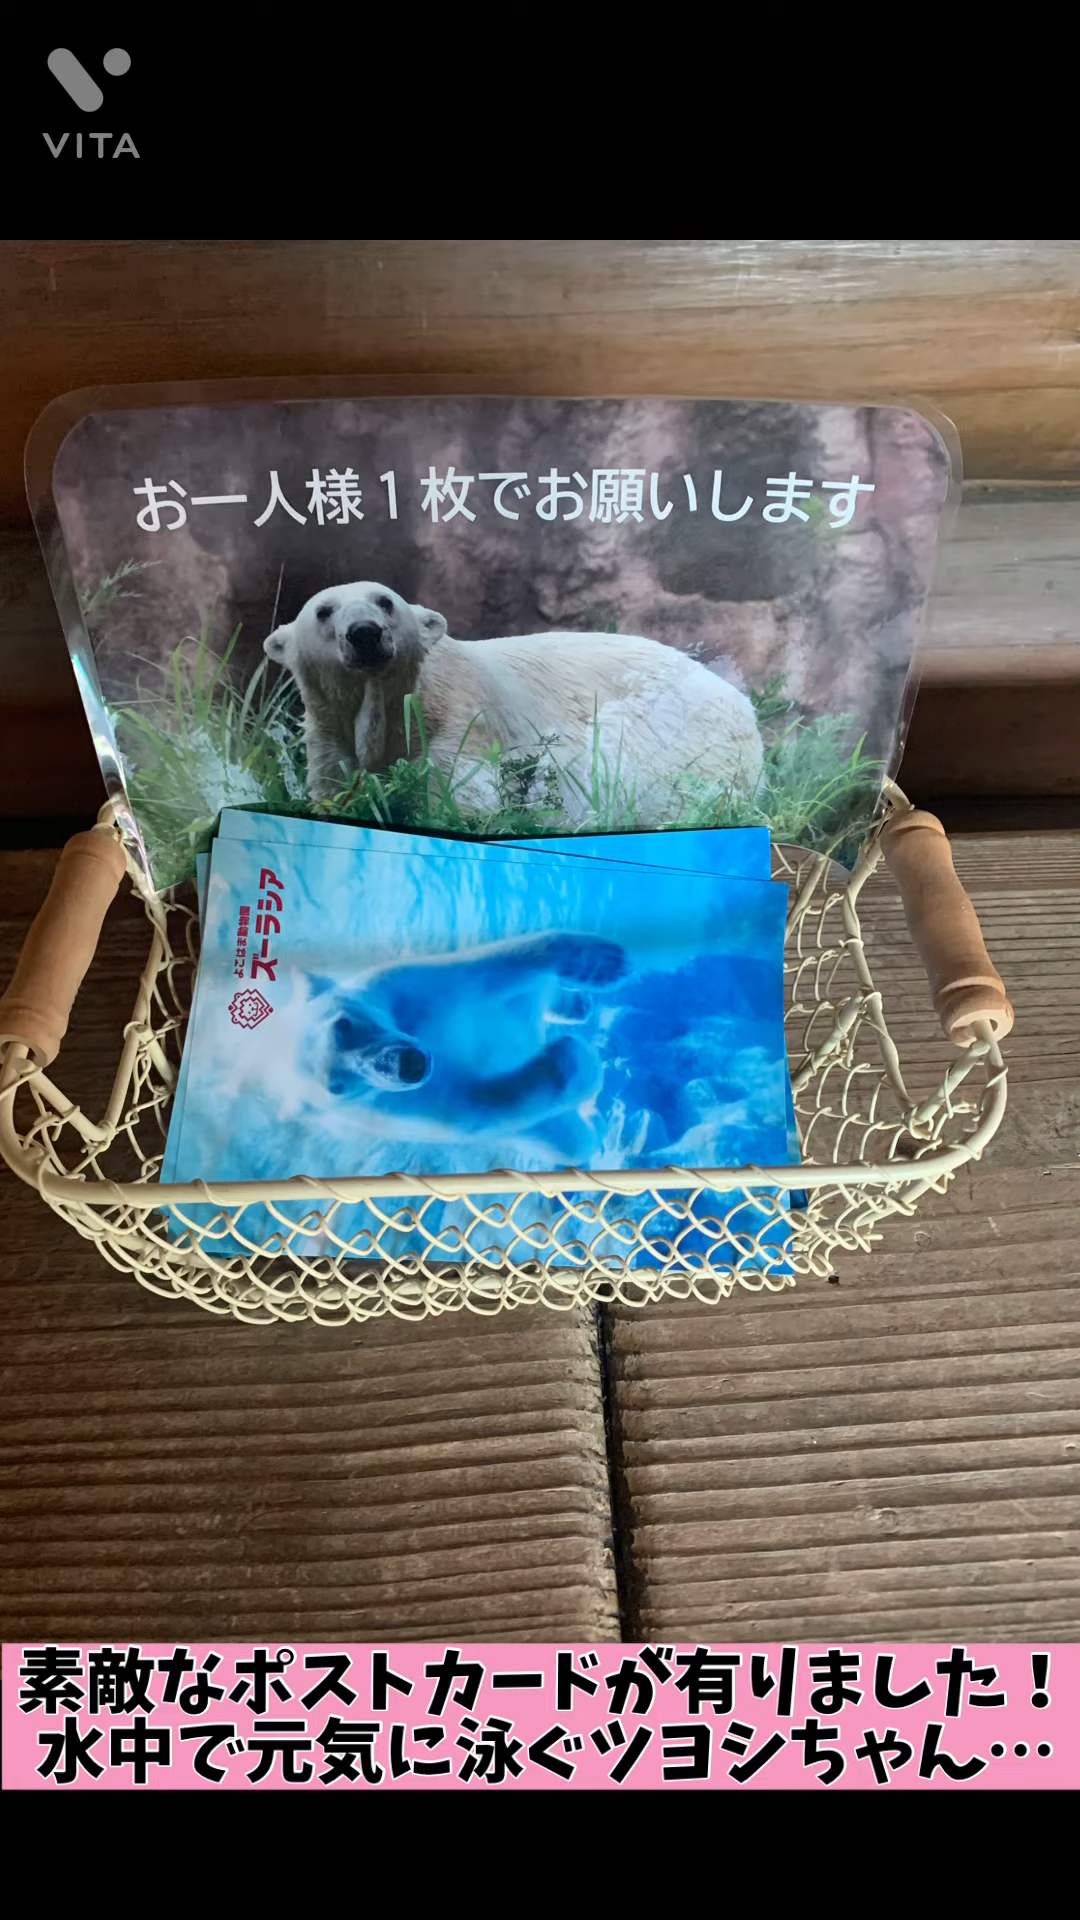 VITA
お一人様1枚でお願いします
よこはま動物園
ズーラシア
素敵なポストカードが有りました！
水中で元気に泳ぐツヨシちゃん…